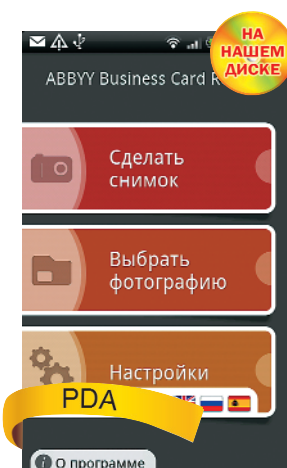 НА
НАШЕМ
ДИСКЕ
ABBYY Business Card
Сделать
снимок
Выбрать
фотографию
Настройки
PDA
О программе